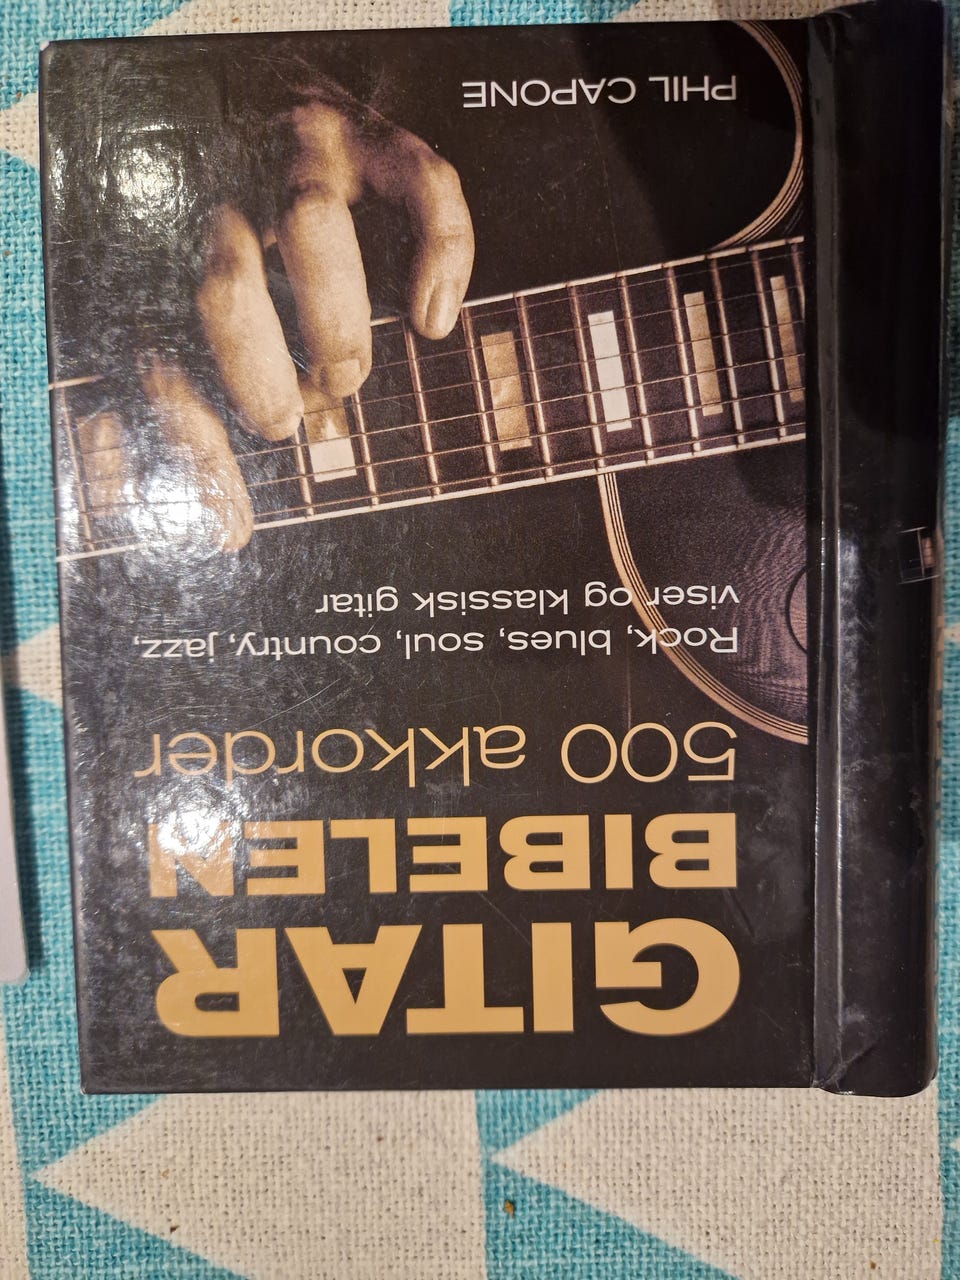 GITAR
BIBELEN
500 akkorder
Rock, blues, soul, country, jazz,
viser og klassisk gitar
PHIL CAPONE